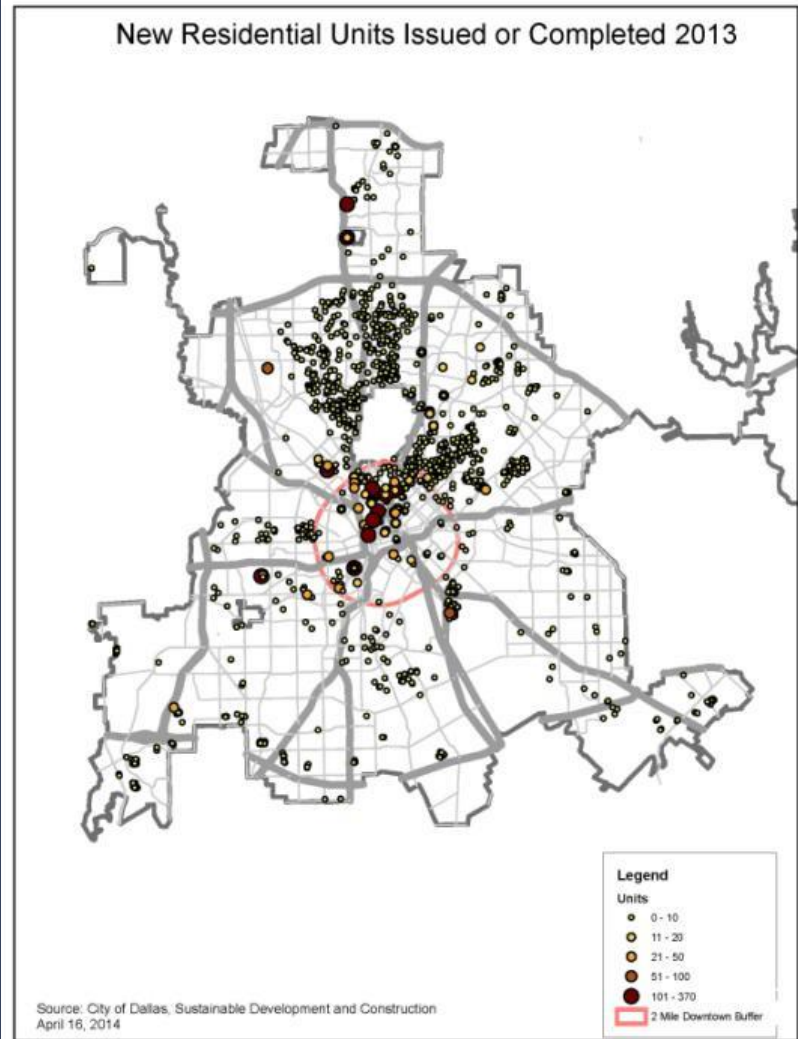 New Residential Units Issued or Completed 2013
Legend
Units
0 - 10
11 - 20
21 - 50
51 - 100
101 - 370
2 Mile Downtown Buffer
Source: City of Dallas, Sustainable Development and Construction
April 16, 2014